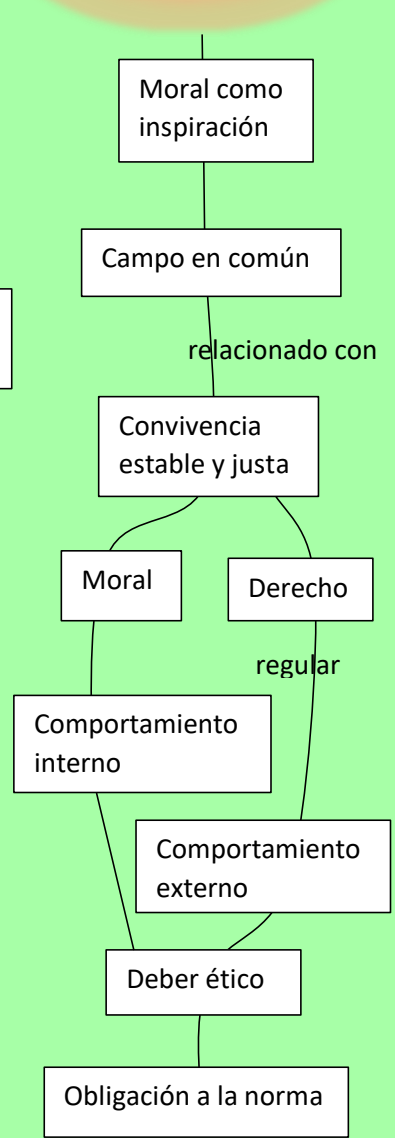 Moral como
inspiración
Campo en común
relacionado con
Convivencia
estable y justa
Moral
Derecho
regular
Comportamiento
interno
Comportamiento
externo
Deber ético
Obligación a la norma